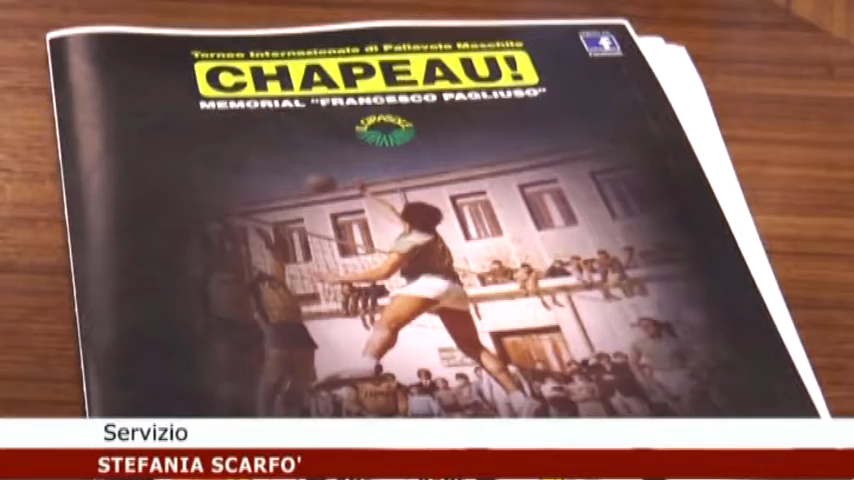 Torneo Internazionale di Pallavolo Maschile
CHAPEAU!
MEMORIAL "FRANCESCO PAGLIUSO"
f
Servizio
STEFANIA SCARFO'